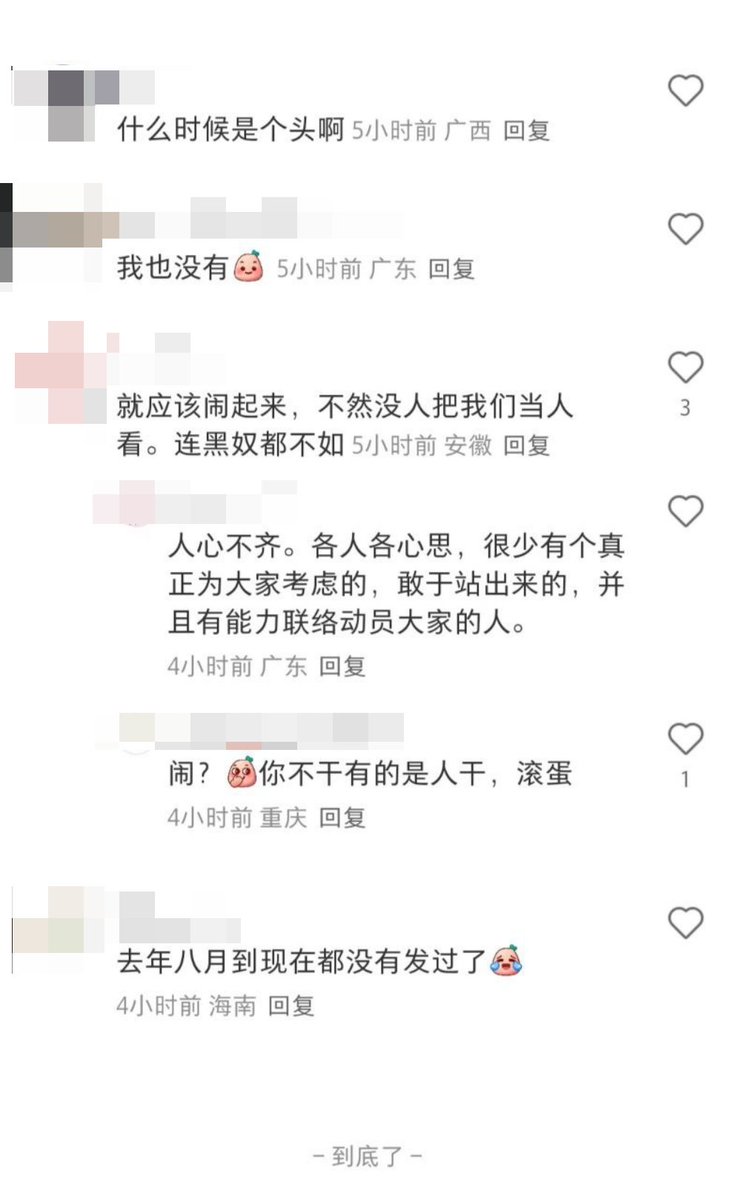 什么时候是个头啊 5小时前 广西 回复
我也没有 5小时前 广东 回复
就应该闹起来，不然没人把我们当人
3
看。连黑奴都不如 5小时前 安徽 回复
人心不齐。各人各心思，很少有个真
正为大家考虑的，敢于站出来的，并
且有能力联络动员大家的人。
4小时前 广东 回复
闹？你不干有的是人干，滚蛋
1
4小时前 重庆 回复
去年八月到现在都没有发过了
4小时前 海南 回复
- 到底了 -